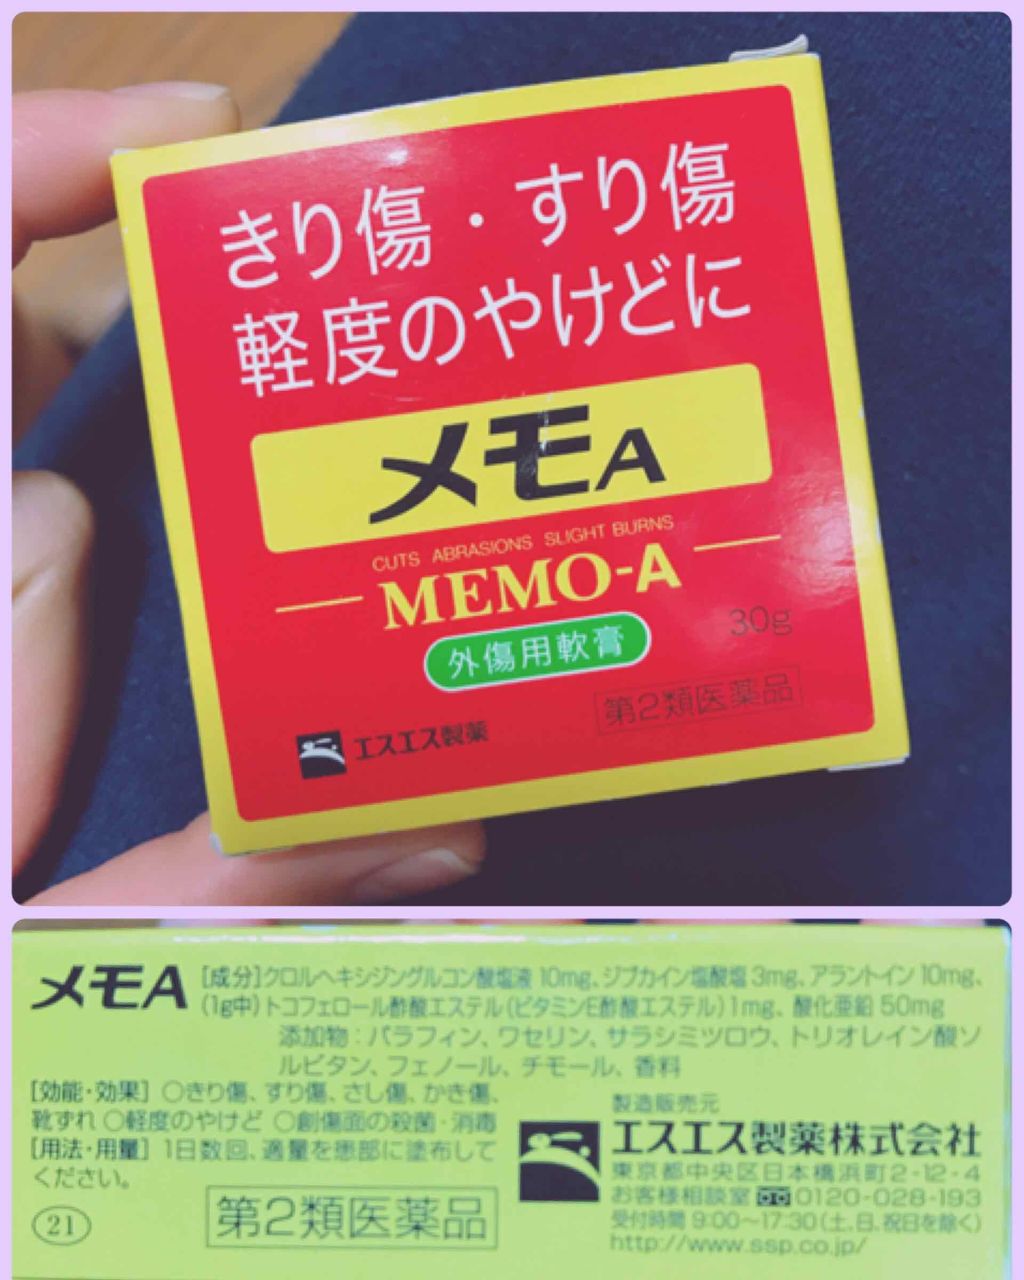 きり傷・すり傷
軽度のやけどに
メモA
CUTS ABRASIONS SLIGHT BURNS
MEMO-A
30g
外傷用軟膏
第2類医薬品
エスエス製薬
メモA
[成分]クロルヘキシジングルコン酸塩液 10mg、ジブカイン塩酸塩 3mg、アラントイン 10mg、
(1g中)トコフェロール酢酸エステル(ビタミンE酢酸エステル)1mg、酸化亜鉛 50mg
添加物:パラフィン、ワセリン、サラシミツロウ、トリオレイン酸ソ
ルビタン、フェノール、チモール、香料
[効能・効果] ○きり傷、すり傷、さし傷、かき傷、
靴ずれ ○軽度のやけど ○創傷面の殺菌・消毒
[用法・用量] 1日数回、適量を患部に塗布して
ください。
21
第2類医薬品
製造販売元
エスエス製薬株式会社
東京都中央区日本橋浜町2-12-4
お客様相談室 0120-028-193
受付時間 9:00〜17:30(土、日、祝日を除く)
http://www.ssp.co.jp/